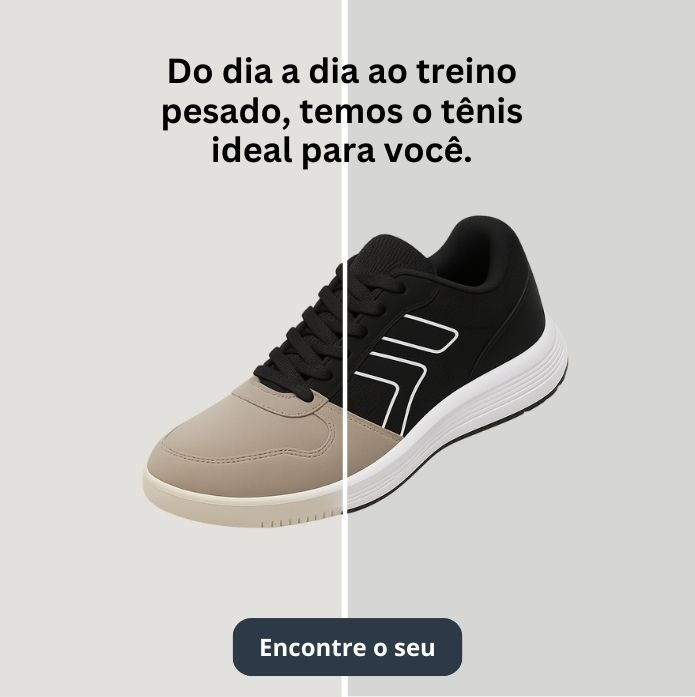 Do dia a dia ao treino
pesado, temos o tênis
ideal para você.
Encontre o seu